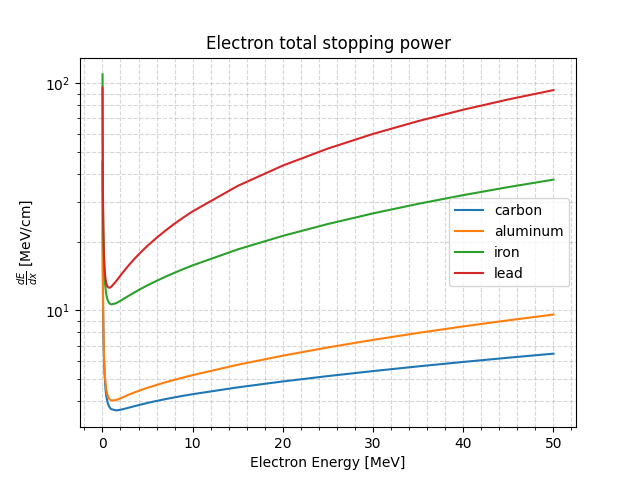 Electron total stopping power
10²
10¹
dE/dx [MeV/cm]
carbon
aluminum
iron
lead
0 10 20 30 40 50
Electron Energy [MeV]